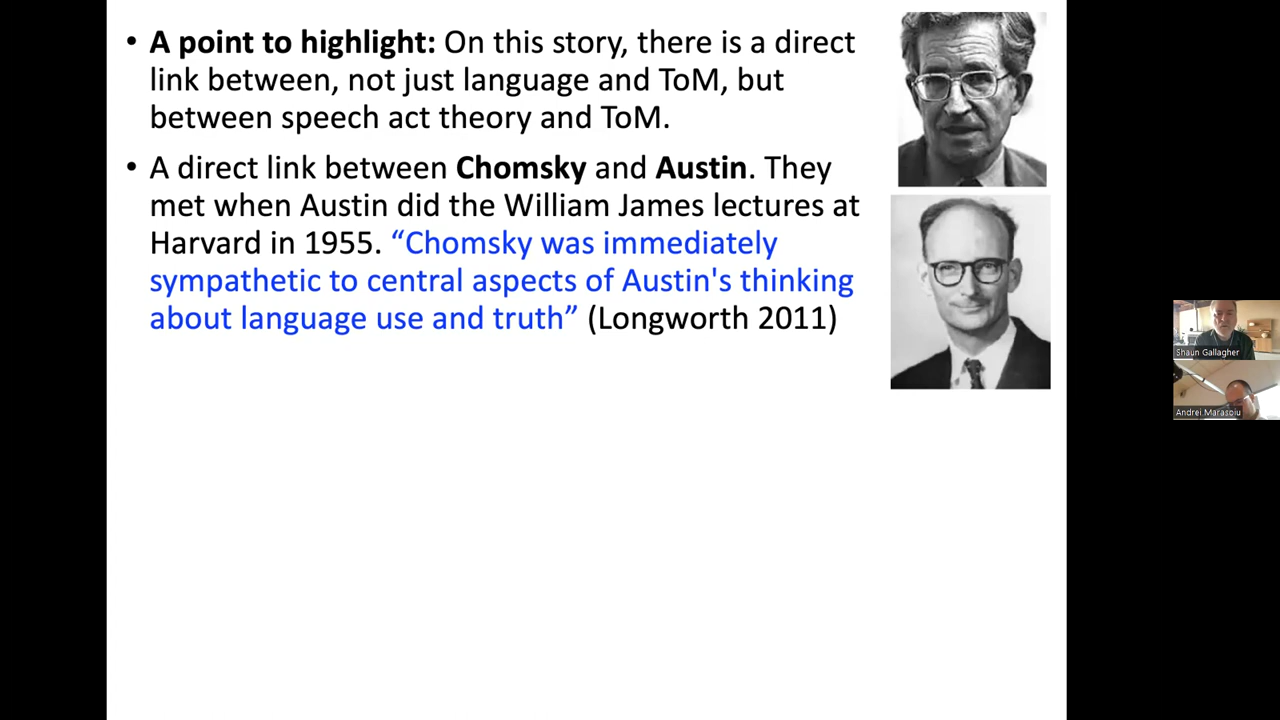 • A point to highlight: On this story, there is a direct
link between, not just language and ToM, but
between speech act theory and ToM.
• A direct link between Chomsky and Austin. They
met when Austin did the William James lectures at
Harvard in 1955. “Chomsky was immediately
sympathetic to central aspects of Austin's thinking
about language use and truth” (Longworth 2011)
Shaun Gallagher
Andrei Marasoiu